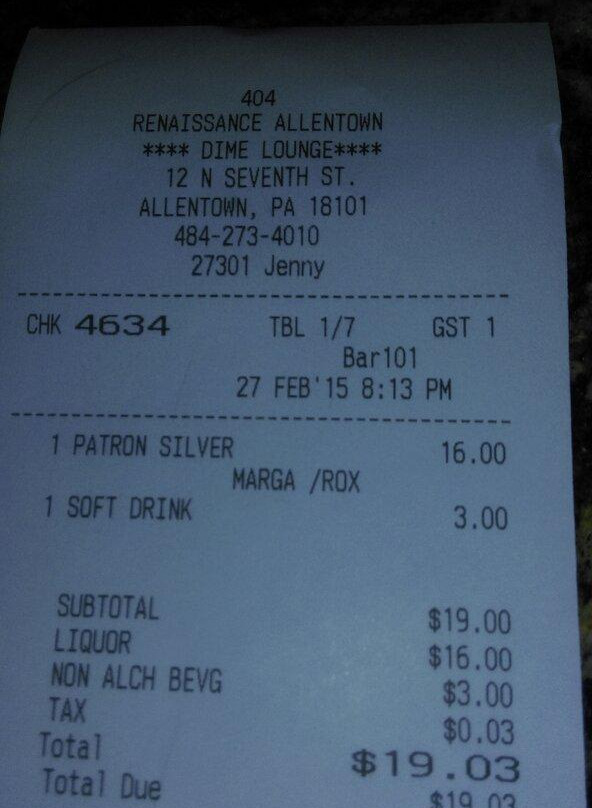 404
RENAISSANCE ALLENTOWN
**** DIME LOUNGE****
12 N SEVENTH ST.
ALLENTOWN, PA 18101
484-273-4010
27301 Jenny
CHK 4634 TBL 1/7 GST 1
Bar101
27 FEB'15 8:13 PM
1 PATRON SILVER 16.00
MARGA /ROX
1 SOFT DRINK 3.00
SUBTOTAL $19.00
LIQUOR $16.00
NON ALCH BEVG $3.00
TAX $0.03
Total $19.03
Total Due $19.03